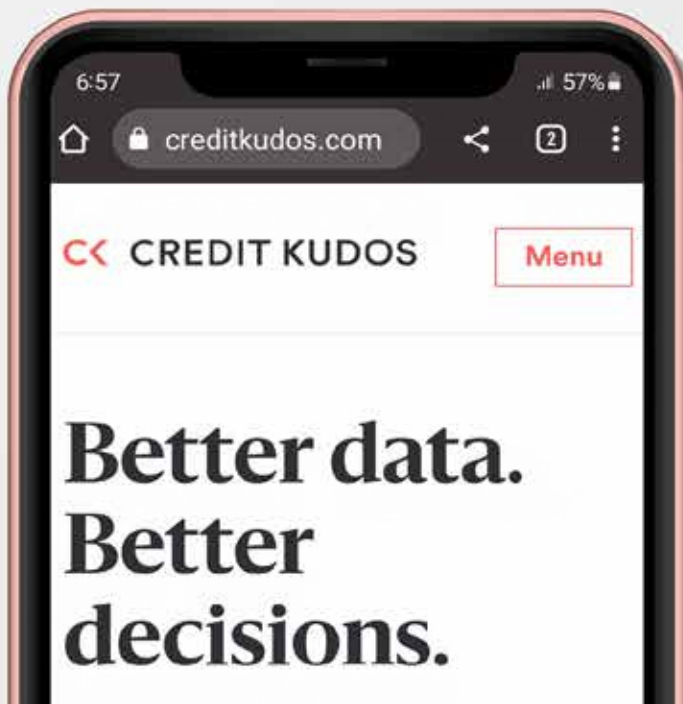 6:57 57%
creditkudos.com 2
CK CREDIT KUDOS Menu
Better data.
Better
decisions.